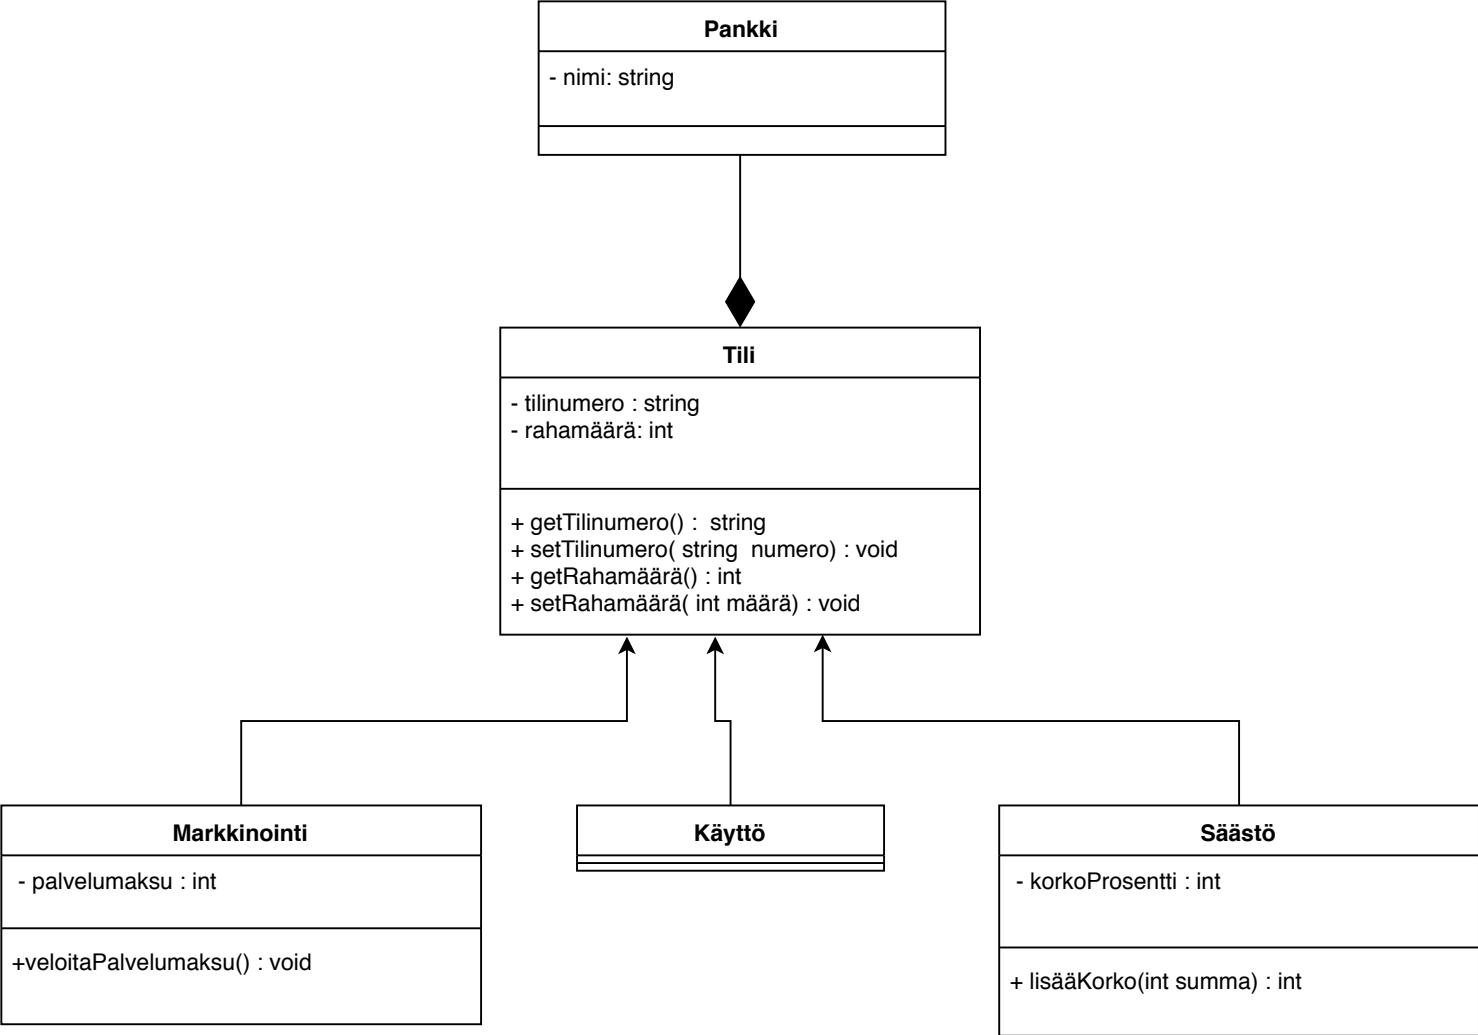 Pankki
- nimi: string
Tili
- tilinumero : string
- rahamäärä: int
+ getTilinumero() :  string
+ setTilinumero( string  numero) : void
+ getRahamäärä() : int
+ setRahamäärä( int määrä) : void
Markkinointi
- palvelumaksu : int
+veloitaPalvelumaksu() : void
Käyttö
Säästö
- korkoProsentti : int
+ lisääKorko(int summa) : int